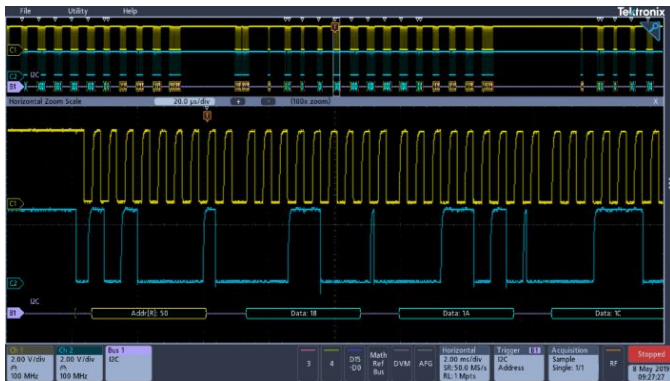 File Utility Help Tektronix
C1
C2 I2C
B1
Horizontal Zoom Scale 20.0 µs/div + - (100x zoom) X
T
C1
C2
I2C
B1 Addr[R]: 50 Data: 1B Data: 1A Data: 1C
Ch 1 Ch 2 Bus 1 Horizontal Trigger Acquisition Stopped
2.00 V/div 2.00 V/div I2C 3 4 D15 -D0 Math Ref Bus DVM AFG 2.00 ms/div I2C Sample RF
SR: 50.0 MS/s Address Single: 1/1
100 MHz 100 MHz RL: 1 Mpts 8 May 201
09:27:27